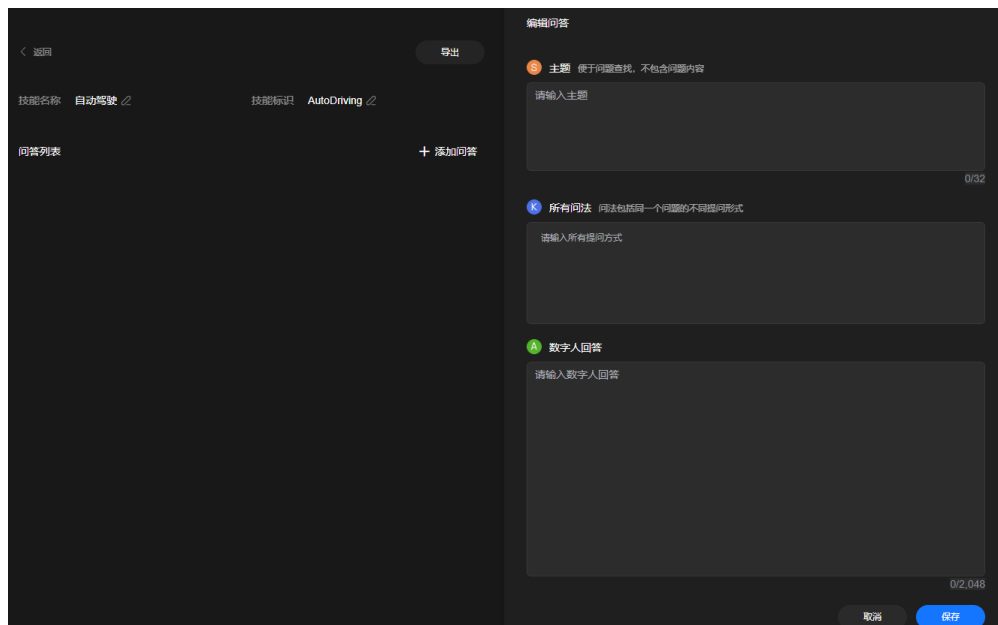 返回
导出
技能名称 自动驾驶
技能标识 AutoDriving
问答列表
添加问答
编辑问答
S 主题 便于问题查找，不包含问题内容
请输入主题
0/32
K 所有问法 问法包括同一个问题的不同提问形式
请输入所有提问方式
A 数字人回答
请输入数字人回答
0/2,048
取消
保存